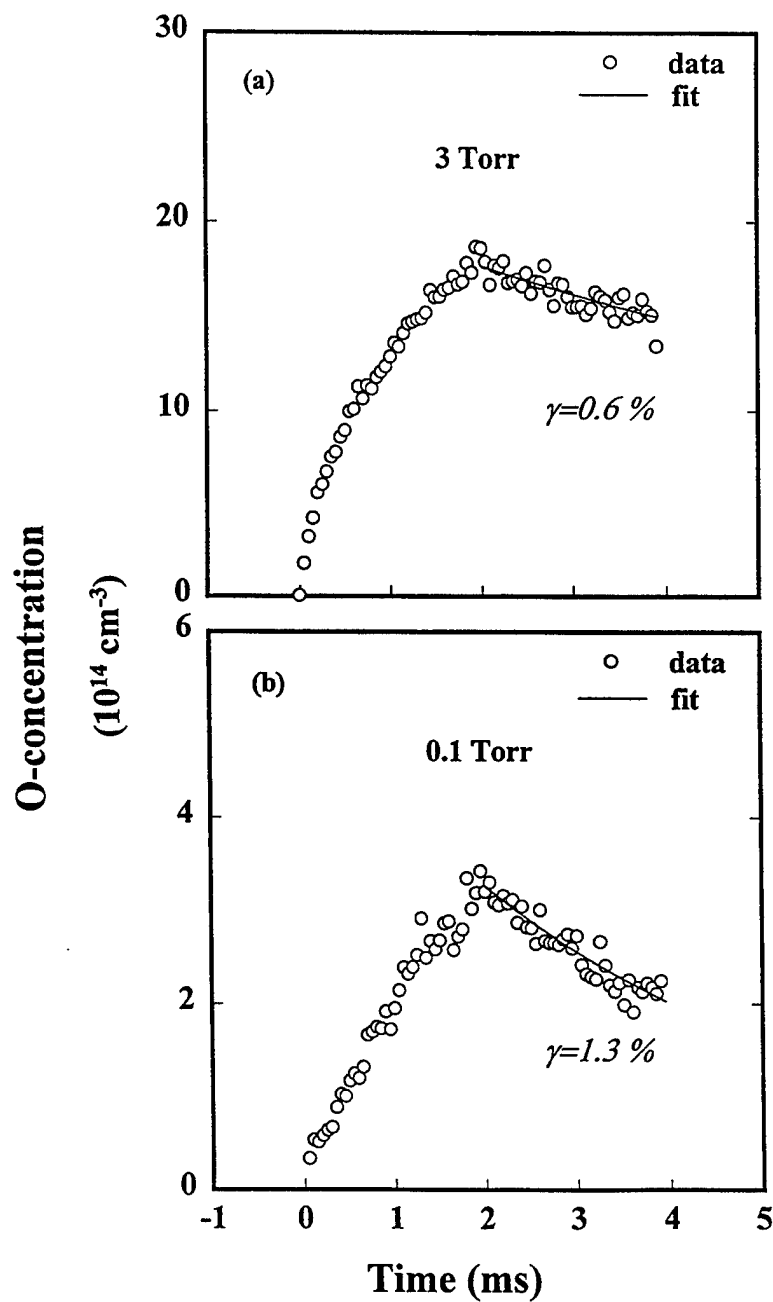 O-concentration
(10¹⁴ cm⁻³)
30
20
10
0
(a)
data
fit
3 Torr
γ=0.6 %
6
4
2
0
(b)
data
fit
0.1 Torr
γ=1.3 %
-1 0 1 2 3 4 5
Time (ms)